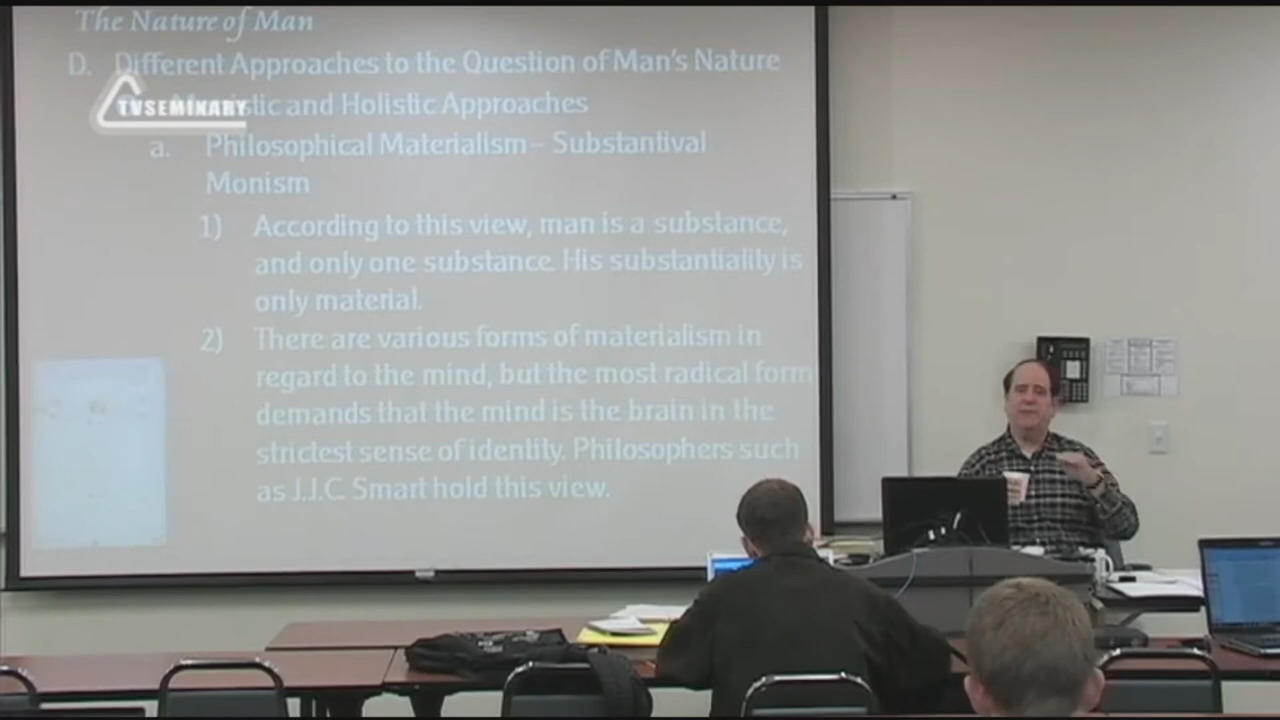 The Nature of Man
D. Different Approaches to the Question of Man's Nature
TVSEMINARY
and Holistic Approaches
a. Philosophical Materialism – Substantival
Monism
1) According to this view, man is a substance,
and only one substance. His substantiality is
only material.
2) There are various forms of materialism in
regard to the mind, but the most radical form
demands that the mind is the brain in the
strictest sense of identity. Philosophers such
as J.J.C. Smart hold this view.